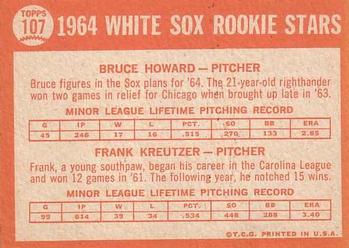 TOPPS
107
1964 WHITE SOX ROOKIE STARS
BRUCE HOWARD — PITCHER
Bruce figures in the Sox plans for '64. The 21-year-old righthander
won two games in relief for Chicago when brought up late in '63.
MINOR LEAGUE LIFETIME PITCHING RECORD
G IP W L PCT. SO BB ERA
45 246 17 16 .515 270 133 2.85
FRANK KREUTZER — PITCHER
Frank, a young southpaw, began his career in the Carolina League
and won 12 games in '61. The following year, he notched 15 wins.
MINOR LEAGUE LIFETIME PITCHING RECORD
G IP W L PCT. SO BB ERA
99 614 39 34 .534 448 288 3.40
©T.C.G. PRINTED IN U.S.A.